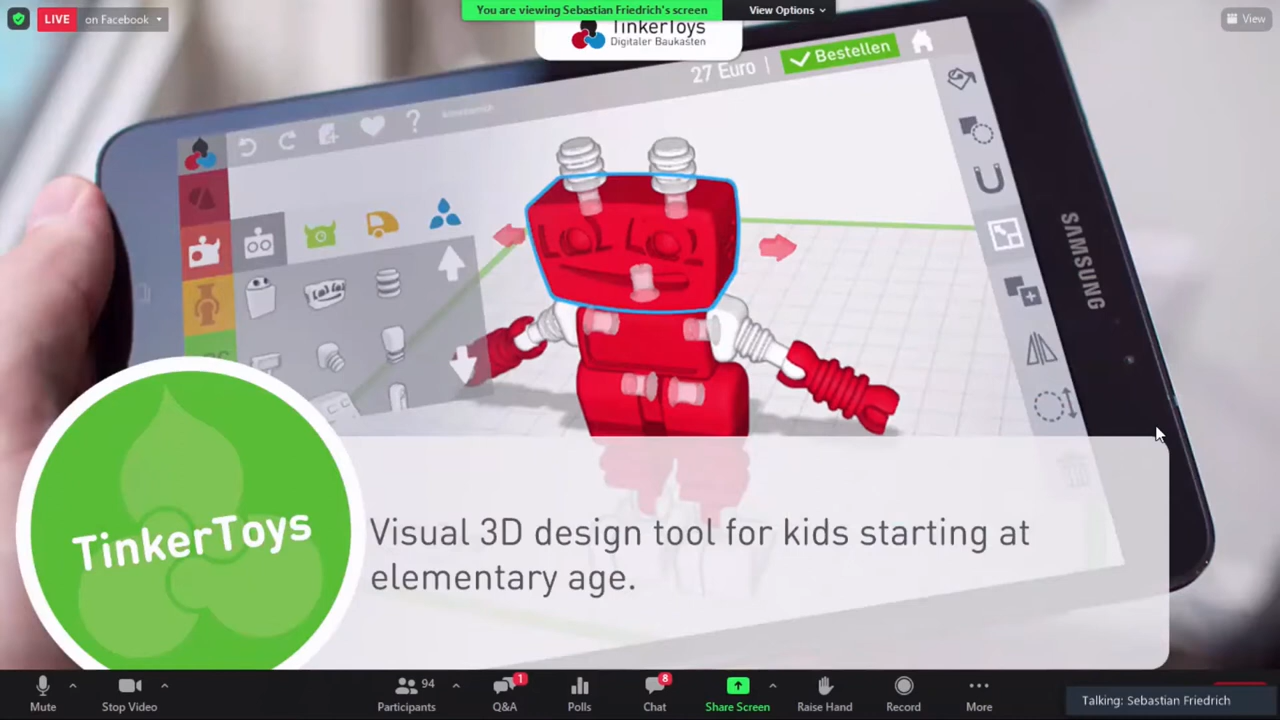 LIVE
on Facebook
You are viewing Sebastian Friedrich's screen
View Options
View
TinkerToys
Digitaler Baukasten
27 Euro
Bestellen
SAMSUNG
TinkerToys
Visual 3D design tool for kids starting at
elementary age.
Mute
Stop Video
Participants
94
Q&A
1
Polls
Chat
8
Share Screen
Raise Hand
Record
More
Talking: Sebastian Friedrich